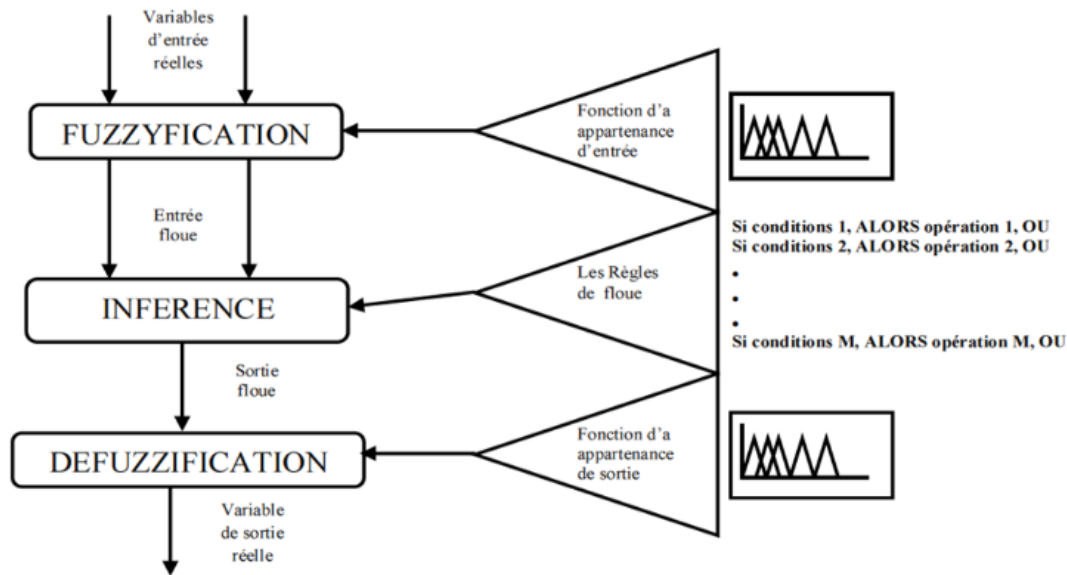 Variables
d'entrée
réelles
FUZZYFICATION
Fonction d'a
appartenance
d'entrée
Entrée
floue
Si conditions 1, ALORS opération 1, OU
Si conditions 2, ALORS opération 2, OU
•
•
•
Si conditions M, ALORS opération M, OU
Les Règles
de floue
INFERENCE
Sortie
floue
DEFUZZIFICATION
Fonction d'a
appartenance
de sortie
Variable
de sortie
réelle